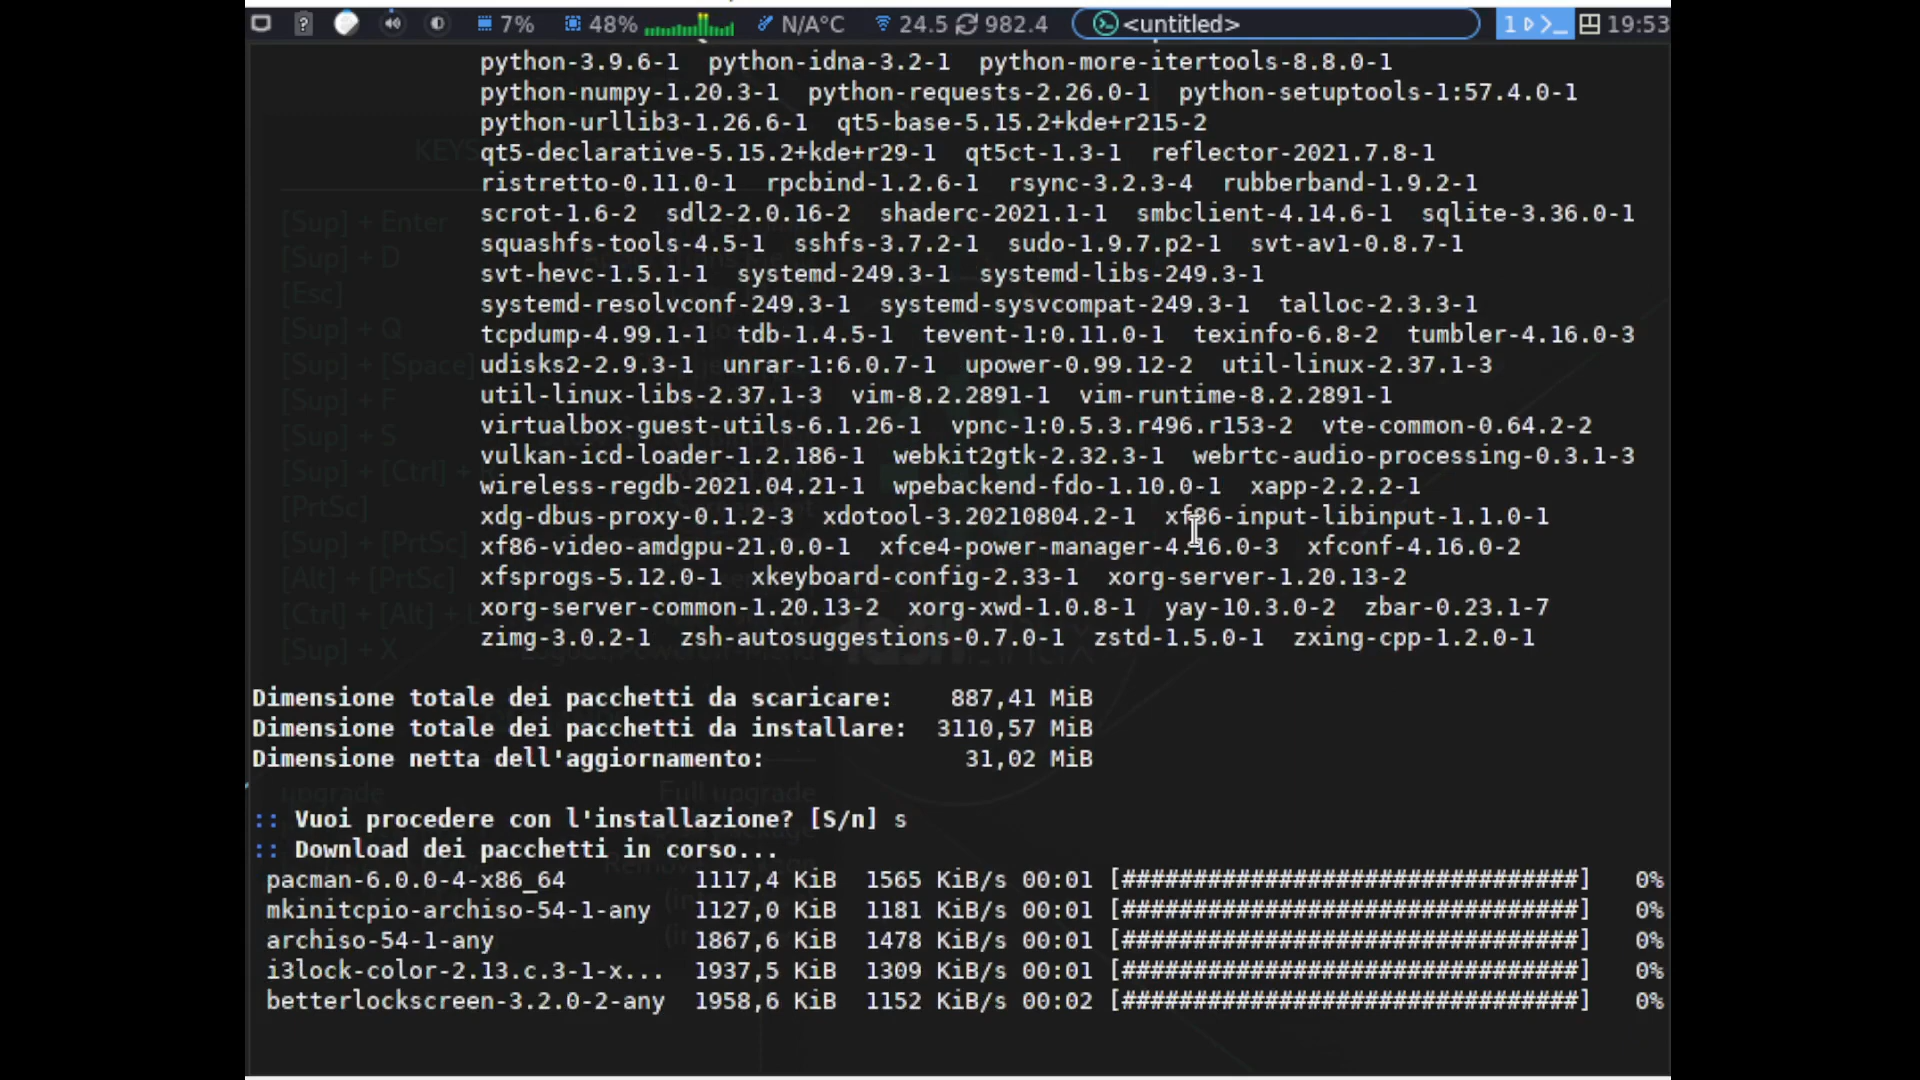 7% 48% N/A°C 24.5 982.4 <untitled> 1 19:53
python-3.9.6-1 python-idna-3.2-1 python-more-itertools-8.8.0-1
python-numpy-1.20.3-1 python-requests-2.26.0-1 python-setuptools-1:57.4.0-1
python-urllib3-1.26.6-1 qt5-base-5.15.2+kde+r215-2
qt5-declarative-5.15.2+kde+r29-1 qt5ct-1.3-1 reflector-2021.7.8-1
ristretto-0.11.0-1 rpcbind-1.2.6-1 rsync-3.2.3-4 rubberband-1.9.2-1
scrot-1.6-2 sdl2-2.0.16-2 shaderc-2021.1-1 smbclient-4.14.6-1 sqlite-3.36.0-1
squashfs-tools-4.5-1 sshfs-3.7.2-1 sudo-1.9.7.p2-1 svt-av1-0.8.7-1
svt-hevc-1.5.1-1 systemd-249.3-1 systemd-libs-249.3-1
systemd-resolvconf-249.3-1 systemd-sysvcompat-249.3-1 talloc-2.3.3-1
tcpdump-4.99.1-1 tdb-1.4.5-1 tevent-1:0.11.0-1 texinfo-6.8-2 tumbler-4.16.0-3
udisks2-2.9.3-1 unrar-1:6.0.7-1 upower-0.99.12-2 util-linux-2.37.1-3
util-linux-libs-2.37.1-3 vim-8.2.2891-1 vim-runtime-8.2.2891-1
virtualbox-guest-utils-6.1.26-1 vpnc-1:0.5.3.r496.r153-2 vte-common-0.64.2-2
vulkan-icd-loader-1.2.186-1 webkit2gtk-2.32.3-1 webrtc-audio-processing-0.3.1-3
wireless-regdb-2021.04.21-1 wpebackend-fdo-1.10.0-1 xapp-2.2.2-1
xdg-dbus-proxy-0.1.2-3 xdotool-3.20210804.2-1 xf86-input-libinput-1.1.0-1
xf86-video-amdgpu-21.0.0-1 xfce4-power-manager-4.16.0-3 xfconf-4.16.0-2
xfsprogs-5.12.0-1 xkeyboard-config-2.33-1 xorg-server-1.20.13-2
xorg-server-common-1.20.13-2 xorg-xwd-1.0.8-1 yay-10.3.0-2 zbar-0.23.1-7
zimg-3.0.2-1 zsh-autosuggestions-0.7.0-1 zstd-1.5.0-1 zxing-cpp-1.2.0-1
[Sup] + Enter
[Sup] + D
[Esc]
[Sup] + Q
[Sup] + [Space]
[Sup] + F
[Sup] + S
[Sup] + [Ctrl] +
[PrtSc]
[Sup] + [PrtSc]
[Alt] + [PrtSc]
[Ctrl] + [Alt] + L
[Sup] + X
Dimensione totale dei pacchetti da scaricare: 887,41 MiB
Dimensione totale dei pacchetti da installare: 3110,57 MiB
Dimensione netta dell'aggiornamento: 31,02 MiB
upgrade Full upgrade
:: Vuoi procedere con l'installazione? [S/n] s
:: Download dei pacchetti in corso...
pacman-6.0.0-4-x86_64 1117,4 KiB 1565 KiB/s 00:01 [################################] 0%
mkinitcpio-archiso-54-1-any 1127,0 KiB 1181 KiB/s 00:01 [################################] 0%
archiso-54-1-any 1867,6 KiB 1478 KiB/s 00:01 [################################] 0%
i3lock-color-2.13.c.3-1-x... 1937,5 KiB 1309 KiB/s 00:01 [################################] 0%
betterlockscreen-3.2.0-2-any 1958,6 KiB 1152 KiB/s 00:02 [################################] 0%